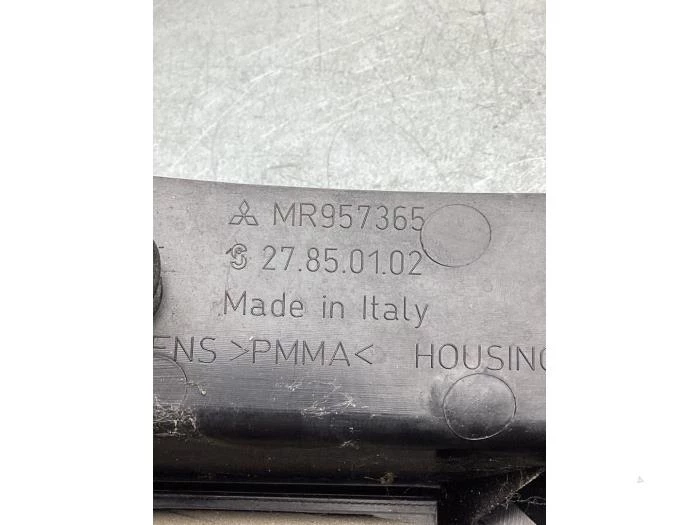 MR957365
27.85.01.02
Made in Italy
ENS >PMMA< HOUSING